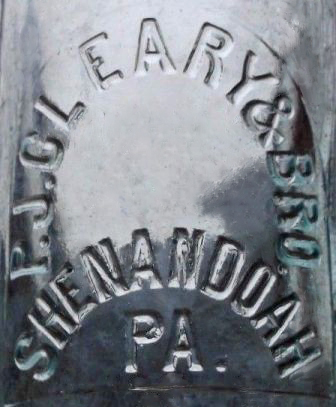 P.J.CLEARY & BRO.
SHENANDOAH
PA.